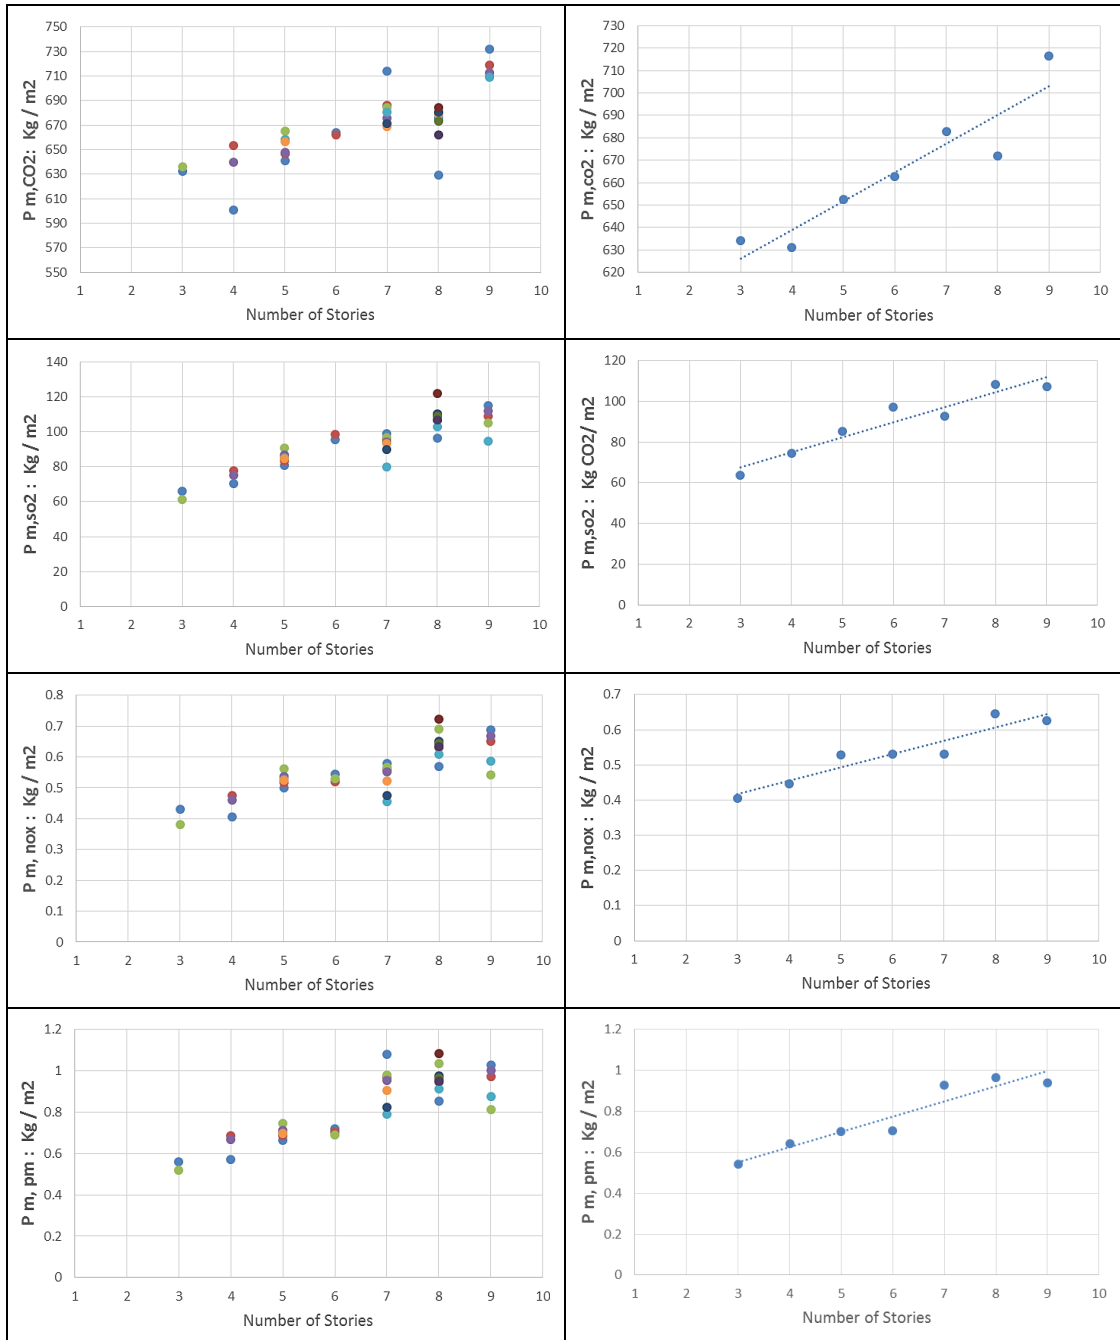 P m,CO2: Kg / m2
750
730
710
690
670
650
630
610
590
570
550
1 2 3 4 5 6 7 8 9 10
Number of Stories
P m,co2 : Kg / m2
730
720
710
700
690
680
670
660
650
640
630
620
1 2 3 4 5 6 7 8 9 10
Number of Stories
P m,so2 : Kg / m2
140
120
100
80
60
40
20
0
1 2 3 4 5 6 7 8 9 10
Number of Stories
P m,so2 : Kg CO2/ m2
120
100
80
60
40
20
0
1 2 3 4 5 6 7 8 9 10
Number of Stories
P m, nox : Kg / m2
0.8
0.7
0.6
0.5
0.4
0.3
0.2
0.1
0
1 2 3 4 5 6 7 8 9 10
Number of Stories
P m,nox : Kg / m2
0.7
0.6
0.5
0.4
0.3
0.2
0.1
0
1 2 3 4 5 6 7 8 9 10
Number of Stories
P m, pm : Kg / m2
1.2
1
0.8
0.6
0.4
0.2
0
1 2 3 4 5 6 7 8 9 10
Number of Stories
P m, pm : Kg / m2
1.2
1
0.8
0.6
0.4
0.2
0
1 2 3 4 5 6 7 8 9 10
Number of Stories